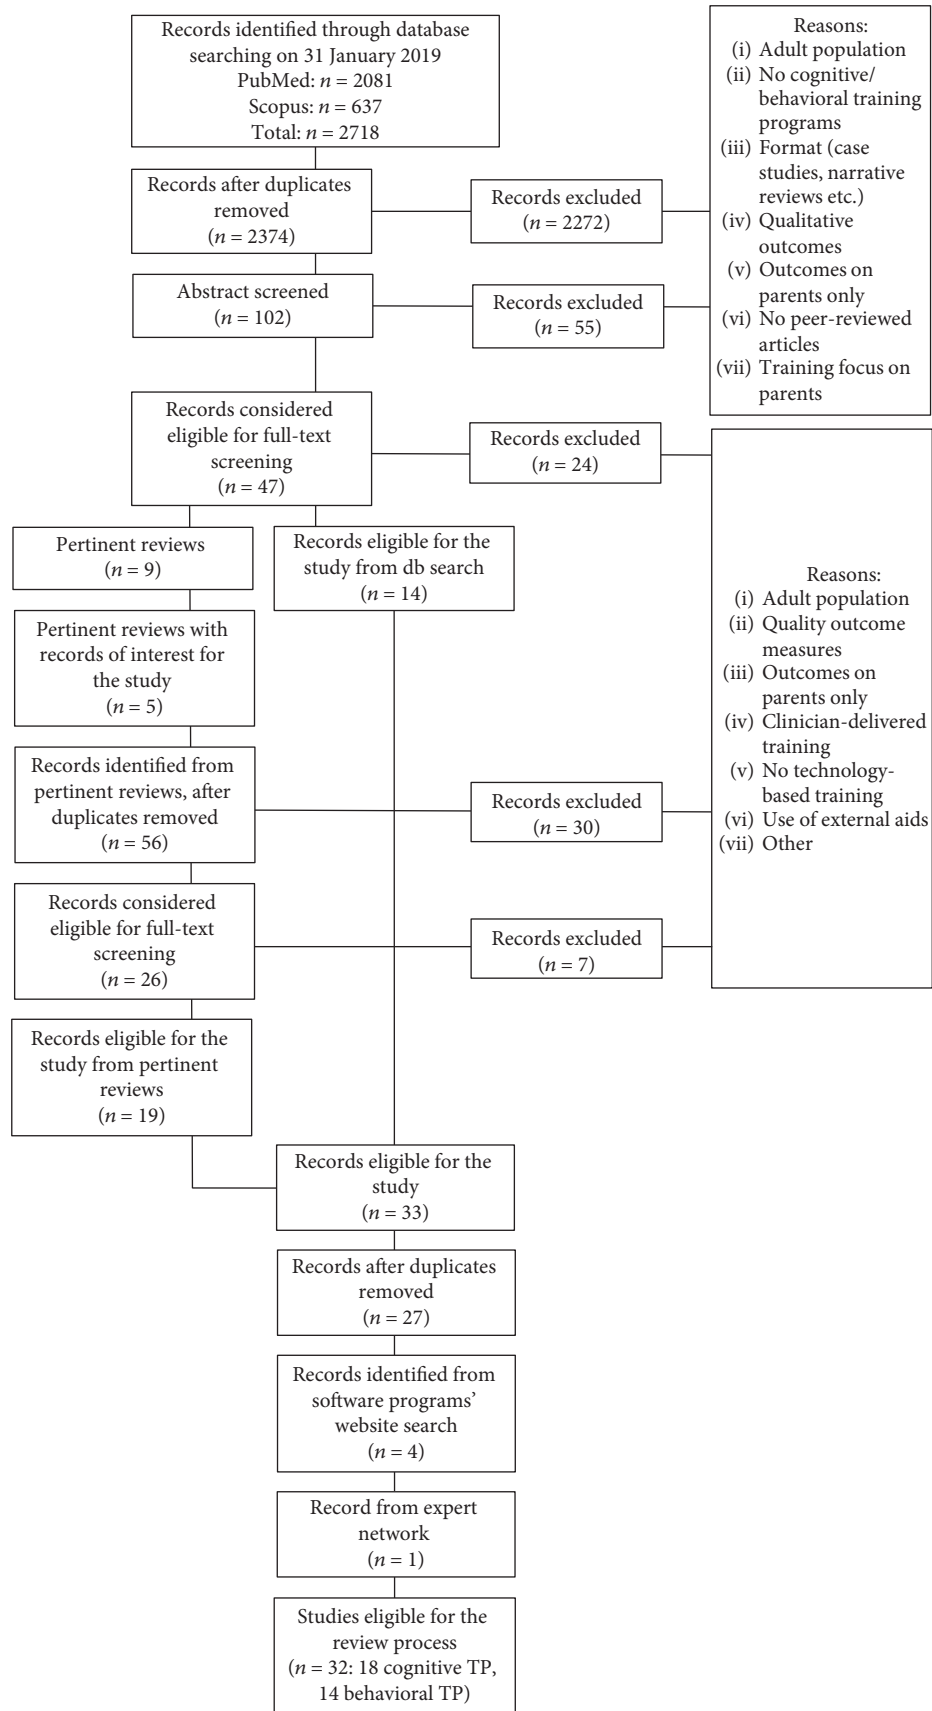 Records identified through database
searching on 31 January 2019
PubMed: n = 2081
Scopus: n = 637
Total: n = 2718
Reasons:
(i) Adult population
(ii) No cognitive/
behavioral training
programs
(iii) Format (case
studies, narrative
reviews etc.)
(iv) Qualitative
outcomes
(v) Outcomes on
parents only
(vi) No peer-reviewed
articles
(vii) Training focus on
parents
Records after duplicates
removed
(n = 2374)
Records excluded
(n = 2272)
Abstract screened
(n = 102)
Records excluded
(n = 55)
Records considered
eligible for full-text
screening
(n = 47)
Records excluded
(n = 24)
Pertinent reviews
(n = 9)
Records eligible for the
study from db search
(n = 14)
Reasons:
(i) Adult population
(ii) Quality outcome
measures
(iii) Outcomes on
parents only
(iv) Clinician-delivered
training
(v) No technology-
based training
(vi) Use of external aids
(vii) Other
Pertinent reviews with
records of interest for
the study
(n = 5)
Records identified from
pertinent reviews, after
duplicates removed
(n = 56)
Records excluded
(n = 30)
Records considered
eligible for full-text
screening
(n = 26)
Records excluded
(n = 7)
Records eligible for the
study from pertinent
reviews
(n = 19)
Records eligible for the
study
(n = 33)
Records after duplicates
removed
(n = 27)
Records identified from
software programs’
website search
(n = 4)
Record from expert
network
(n = 1)
Studies eligible for the
review process
(n = 32: 18 cognitive TP,
14 behavioral TP)